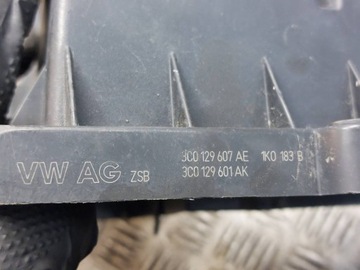 3C0 129 607 AE 1K0 183 B
VW AG ZSB 3C0 129 601 AK